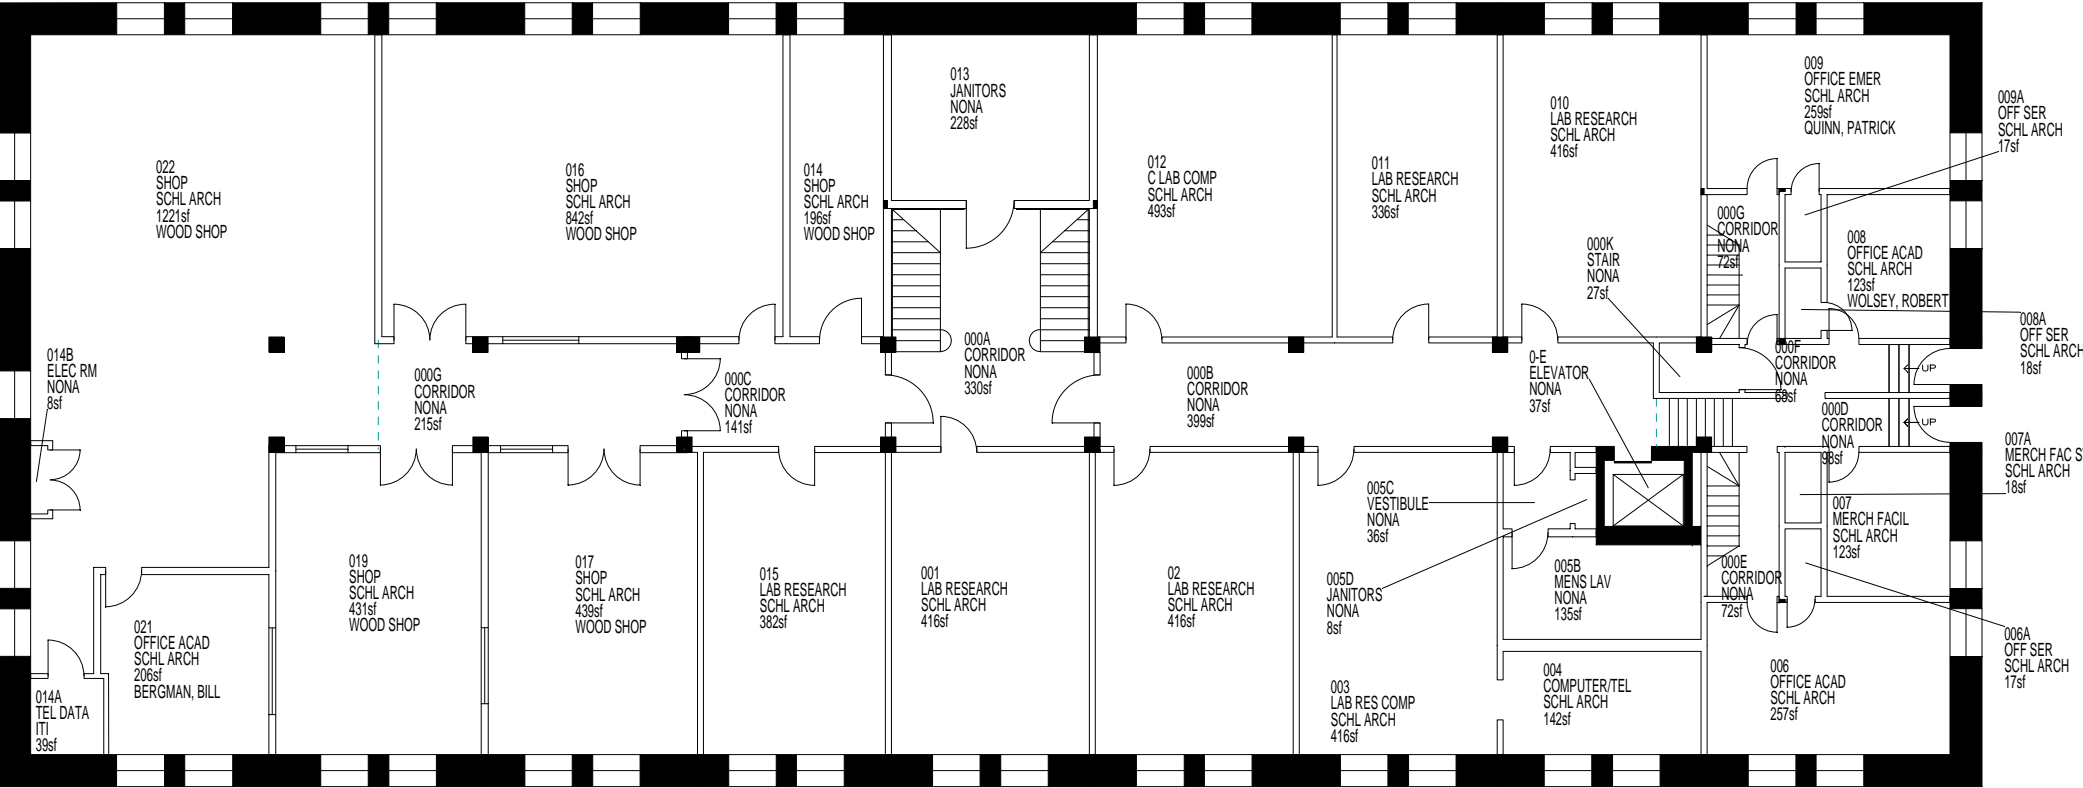 022
SHOP
SCHL ARCH
1221sf
WOOD SHOP
016
SHOP
SCHL ARCH
842sf
WOOD SHOP
014
SHOP
SCHL ARCH
196sf
WOOD SHOP
013
JANITORS
NONA
228sf
012
C LAB COMP
SCHL ARCH
493sf
011
LAB RESEARCH
SCHL ARCH
336sf
010
LAB RESEARCH
SCHL ARCH
416sf
009
OFFICE EMER
SCHL ARCH
259sf
QUINN, PATRICK
009A
OFF SER
SCHL ARCH
17sf
000G
CORRIDOR
NONA
72sf
008
OFFICE ACAD
SCHL ARCH
123sf
WOLSEY, ROBERT
000K
STAIR
NONA
27sf
008A
OFF SER
SCHL ARCH
18sf
014B
ELEC RM
NONA
8sf
000G
CORRIDOR
NONA
215sf
000C
CORRIDOR
NONA
141sf
000A
CORRIDOR
NONA
330sf
000B
CORRIDOR
NONA
399sf
0-E
ELEVATOR
NONA
37sf
000F
CORRIDOR
NONA
68sf
UP
000D
CORRIDOR
NONA
98sf
UP
007A
MERCH FAC S
SCHL ARCH
18sf
005C
VESTIBULE
NONA
36sf
007
MERCH FACIL
SCHL ARCH
123sf
019
SHOP
SCHL ARCH
431sf
WOOD SHOP
017
SHOP
SCHL ARCH
439sf
WOOD SHOP
015
LAB RESEARCH
SCHL ARCH
382sf
001
LAB RESEARCH
SCHL ARCH
416sf
02
LAB RESEARCH
SCHL ARCH
416sf
005D
JANITORS
NONA
8sf
005B
MENS LAV
NONA
135sf
000E
CORRIDOR
NONA
72sf
021
OFFICE ACAD
SCHL ARCH
206sf
BERGMAN, BILL
014A
TEL DATA
ITI
39sf
003
LAB RES COMP
SCHL ARCH
416sf
004
COMPUTER/TEL
SCHL ARCH
142sf
006
OFFICE ACAD
SCHL ARCH
257sf
006A
OFF SER
SCHL ARCH
17sf